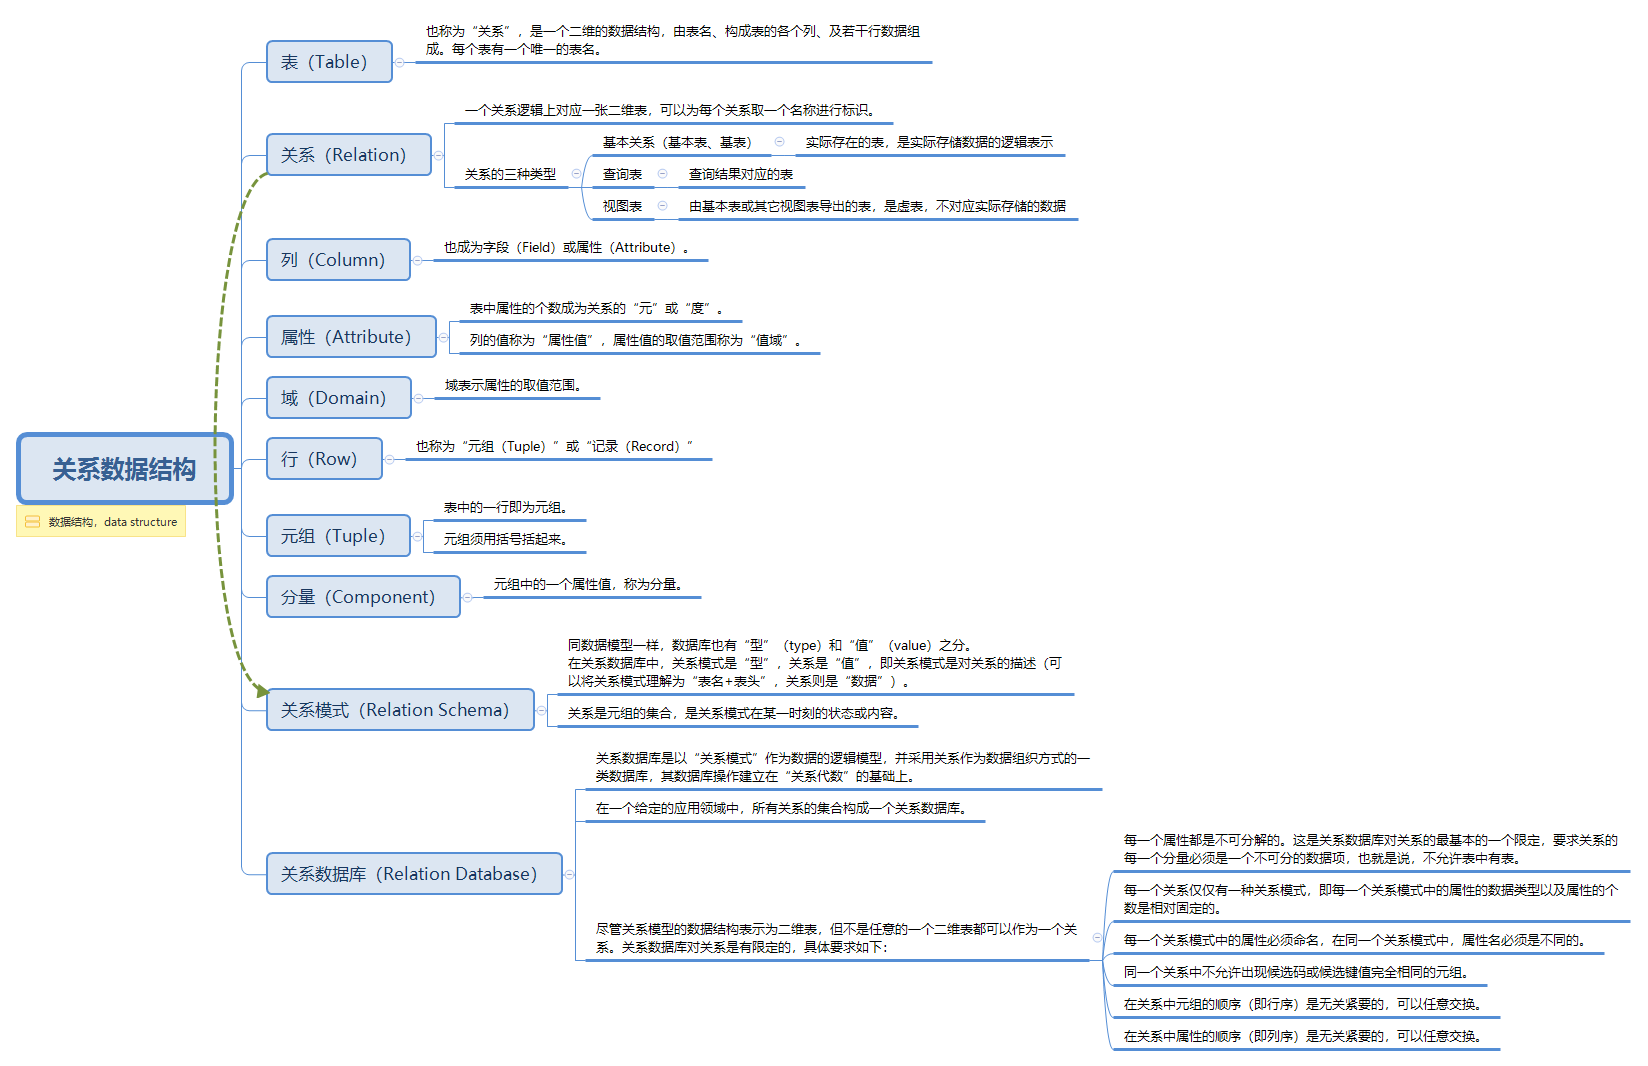 关系数据结构
数据结构，data structure
表（Table）
也称为“关系”，是一个二维的数据结构，由表名、构成表的各个列、及若干行数据组
成。每个表有一个唯一的表名。
关系（Relation）
一个关系逻辑上对应一张二维表，可以为每个关系取一个名称进行标识。
关系的三种类型
基本关系（基本表、基表）
实际存在的表，是实际存储数据的逻辑表示
查询表
查询结果对应的表
视图表
由基本表或其它视图表导出的表，是虚表，不对应实际存储的数据
列（Column）
也成为字段（Field）或属性（Attribute）。
属性（Attribute）
表中属性的个数成为关系的“元”或“度”。
列的值称为“属性值”，属性值的取值范围称为“值域”。
域（Domain）
域表示属性的取值范围。
行（Row）
也称为“元组（Tuple）”或“记录（Record）”
元组（Tuple）
表中的一行即为元组。
元组须用括号括起来。
分量（Component）
元组中的一个属性值，称为分量。
关系模式（Relation Schema）
同数据模型一样，数据库也有“型”（type）和“值”（value）之分。
在关系数据库中，关系模式是“型”，关系是“值”，即关系模式是对关系的描述（可
以将关系模式理解为“表名+表头”，关系则是“数据”）。
关系是元组的集合，是关系模式在某一时刻的状态或内容。
关系数据库（Relation Database）
关系数据库是以“关系模式”作为数据的逻辑模型，并采用关系作为数据组织方式的一
类数据库，其数据库操作建立在“关系代数”的基础上。
在一个给定的应用领域中，所有关系的集合构成一个关系数据库。
尽管关系模型的数据结构表示为二维表，但不是任意的一个二维表都可以作为一个关
系。关系数据库对关系是有限定的，具体要求如下：
每一个属性都是不可分解的。这是关系数据库对关系的最基本的一个限定，要求关系的
每一个分量必须是一个不可分的数据项，也就是说，不允许表中有表。
每一个关系仅仅有一种关系模式，即每一个关系模式中的属性的数据类型以及属性的个
数是相对固定的。
每一个关系模式中的属性必须命名，在同一个关系模式中，属性名必须是不同的。
同一个关系中不允许出现候选码或候选键值完全相同的元组。
在关系中元组的顺序（即行序）是无关紧要的，可以任意交换。
在关系中属性的顺序（即列序）是无关紧要的，可以任意交换。